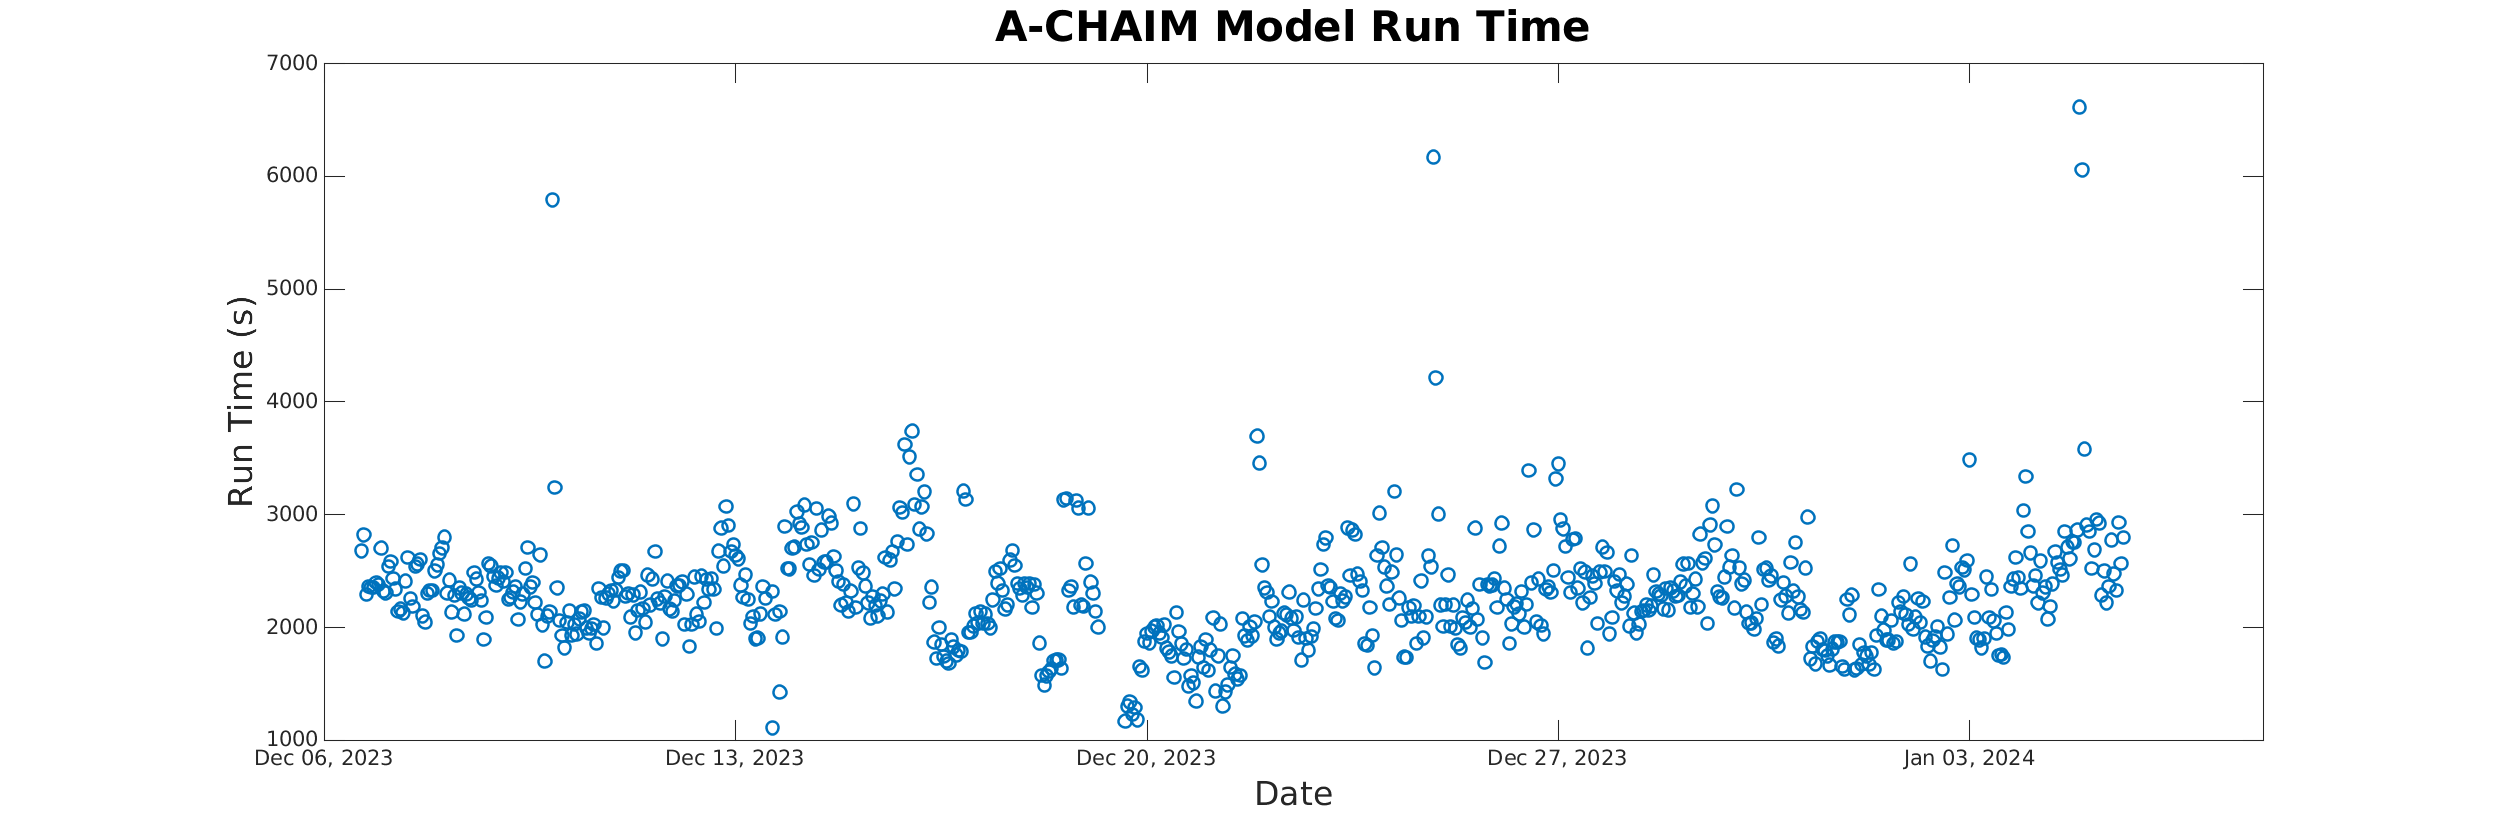 A-CHAIM Model Run Time
7000
6000
5000
4000
3000
2000
1000
Run Time (s)
Dec 06, 2023
Dec 13, 2023
Dec 20, 2023
Dec 27, 2023
Jan 03, 2024
Date